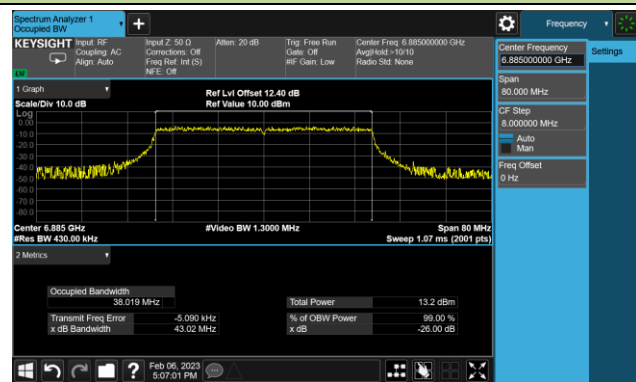 Spectrum Analyzer 1
Occupied BW
+
Frequency
KEYSIGHT
Input: RF
Coupling: AC
Align: Auto
Input Z: 50 Ω
Corrections: Off
Freq Ref: Int (S)
NFE: Off
Atten: 20 dB
Trig: Free Run
Gate: Off
#IF Gain: Low
Center Freq: 6.885000000 GHz
Avg|Hold:>10/10
Radio Std: None
Center Frequency
6.885000000 GHz
Settings
Span
80.000 MHz
CF Step
8.000000 MHz
Auto
Man
Freq Offset
0 Hz
1 Graph
Scale/Div 10.0 dB
Ref Lvl Offset 12.40 dB
Ref Value 10.00 dBm
Log
0.00
-10.0
-20.0
-30.0
-40.0
-50.0
-60.0
-70.0
-80.0
Center 6.885 GHz
#Video BW 1.3000 MHz
Span 80 MHz
#Res BW 430.00 kHz
Sweep 1.07 ms (2001 pts)
2 Metrics
Occupied Bandwidth
38.019 MHz
Total Power
13.2 dBm
Transmit Freq Error
-5.090 kHz
% of OBW Power
99.00 %
x dB Bandwidth
43.02 MHz
x dB
-26.00 dB
?
Feb 06, 2023
5:07:01 PM